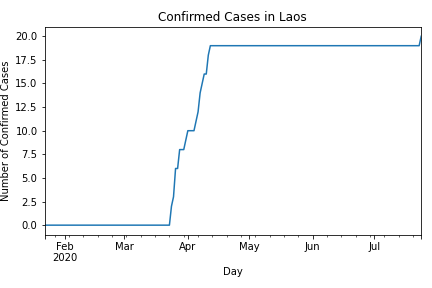 Confirmed Cases in Laos
20.0
17.5
15.0
12.5
10.0
7.5
5.0
2.5
0.0
Number of Confirmed Cases
Feb
2020
Mar
Apr
May
Jun
Jul
Day